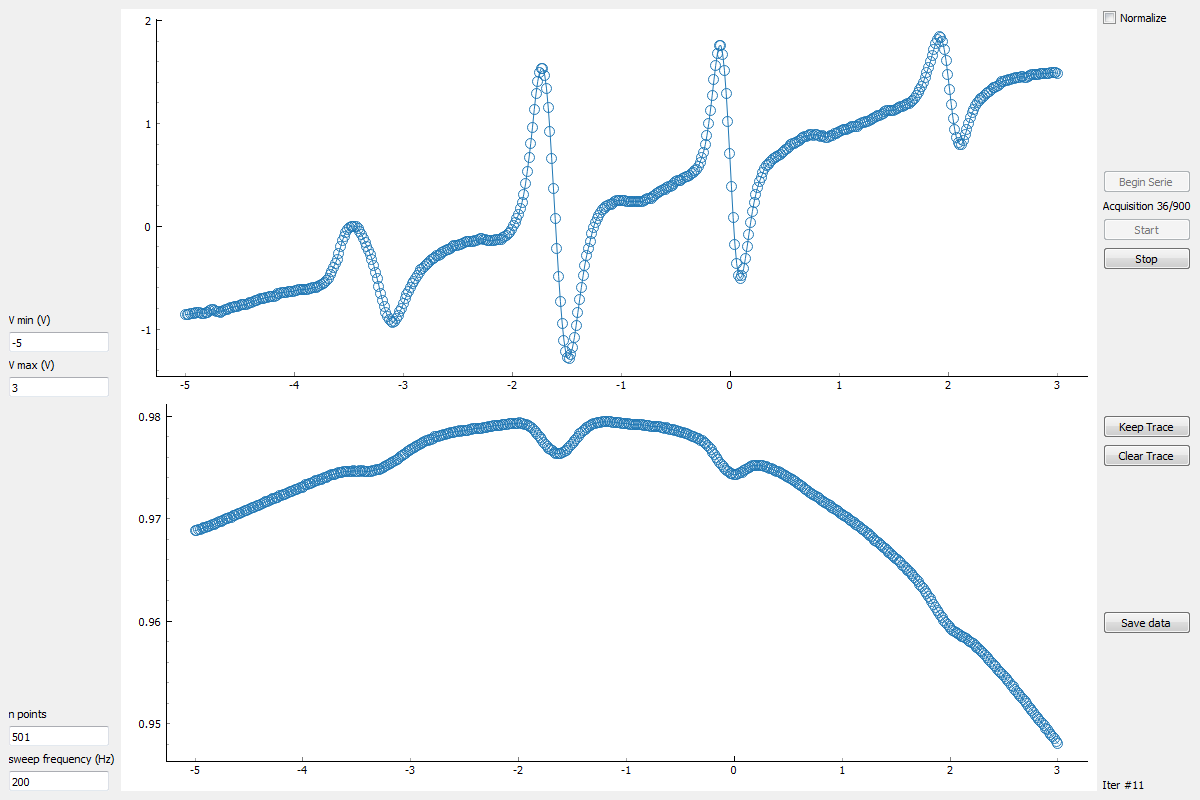 Normalize
2
1
0
-1
-5 -4 -3 -2 -1 0 1 2 3
Begin Serie
Acquisition 36/900
Start
Stop
V min (V)
-5
V max (V)
3
0.98
0.97
0.96
0.95
-5 -4 -3 -2 -1 0 1 2 3
Keep Trace
Clear Trace
Save data
n points
501
sweep frequency (Hz)
200
Iter #11